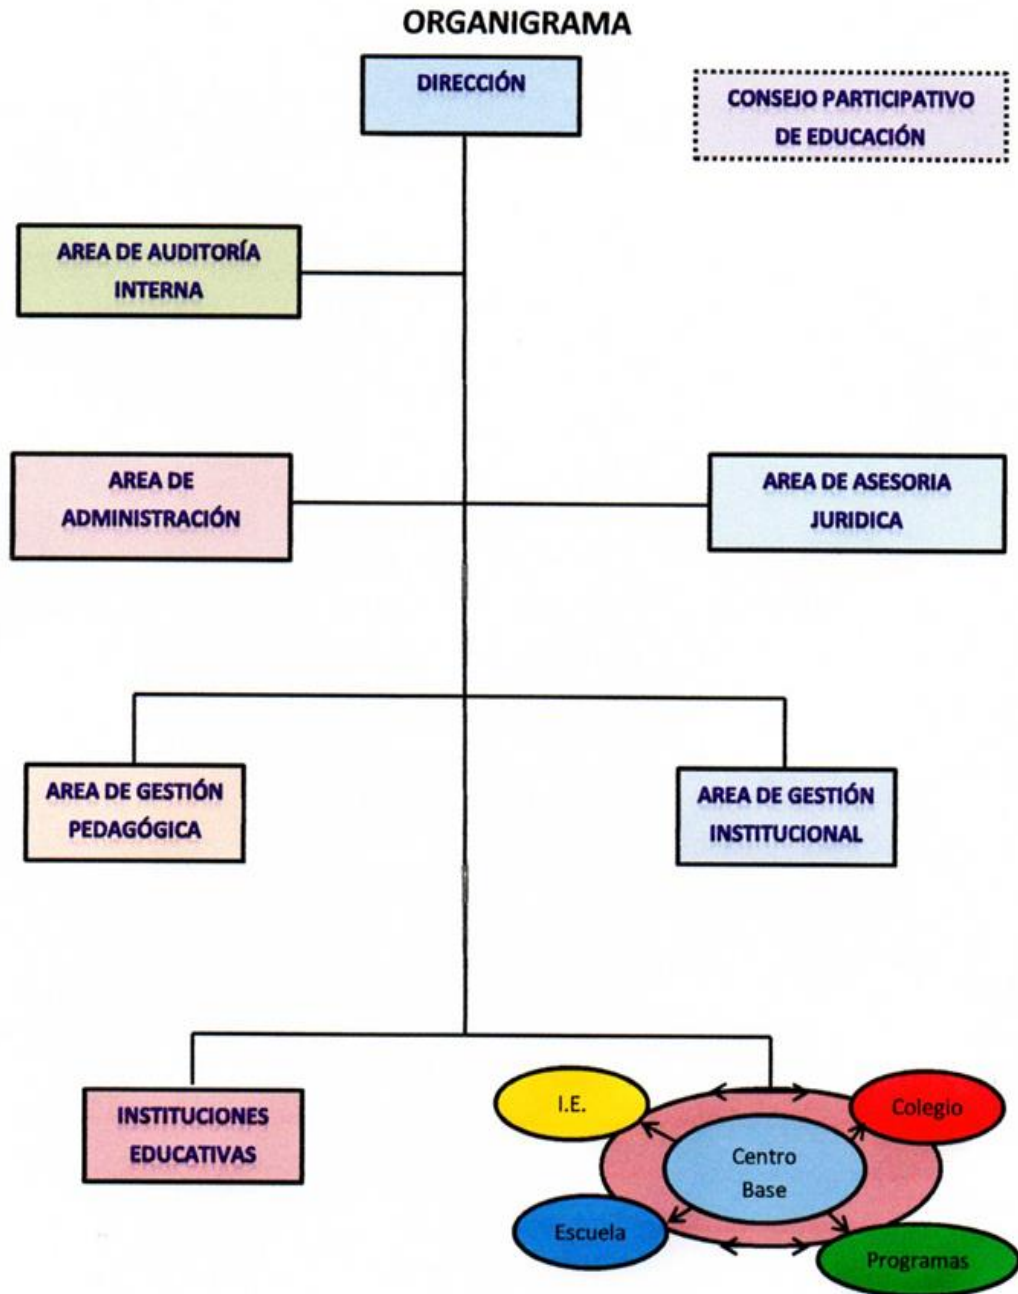 ORGANIGRAMA
DIRECCIÓN
CONSEJO PARTICIPATIVO
DE EDUCACIÓN
AREA DE AUDITORÍA
INTERNA
AREA DE
ADMINISTRACIÓN
AREA DE ASESORIA
JURIDICA
AREA DE GESTIÓN
PEDAGÓGICA
AREA DE GESTIÓN
INSTITUCIONAL
INSTITUCIONES
EDUCATIVAS
I.E.
Colegio
Centro
Base
Escuela
Programas